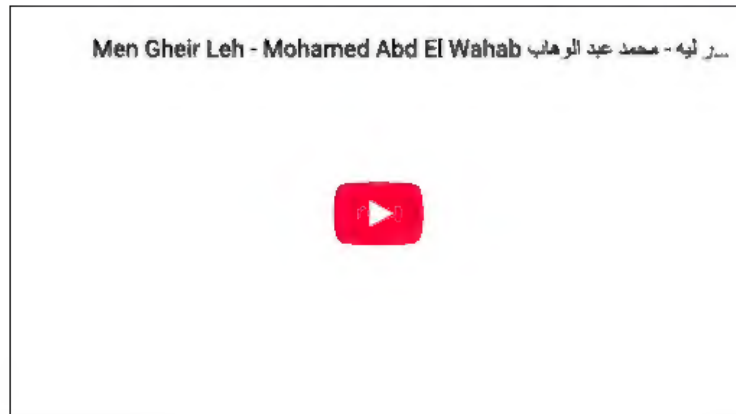 Men Gheir Leh - Mohamed Abd El Wahab ...ر ليه - محمد عبد الوهاب